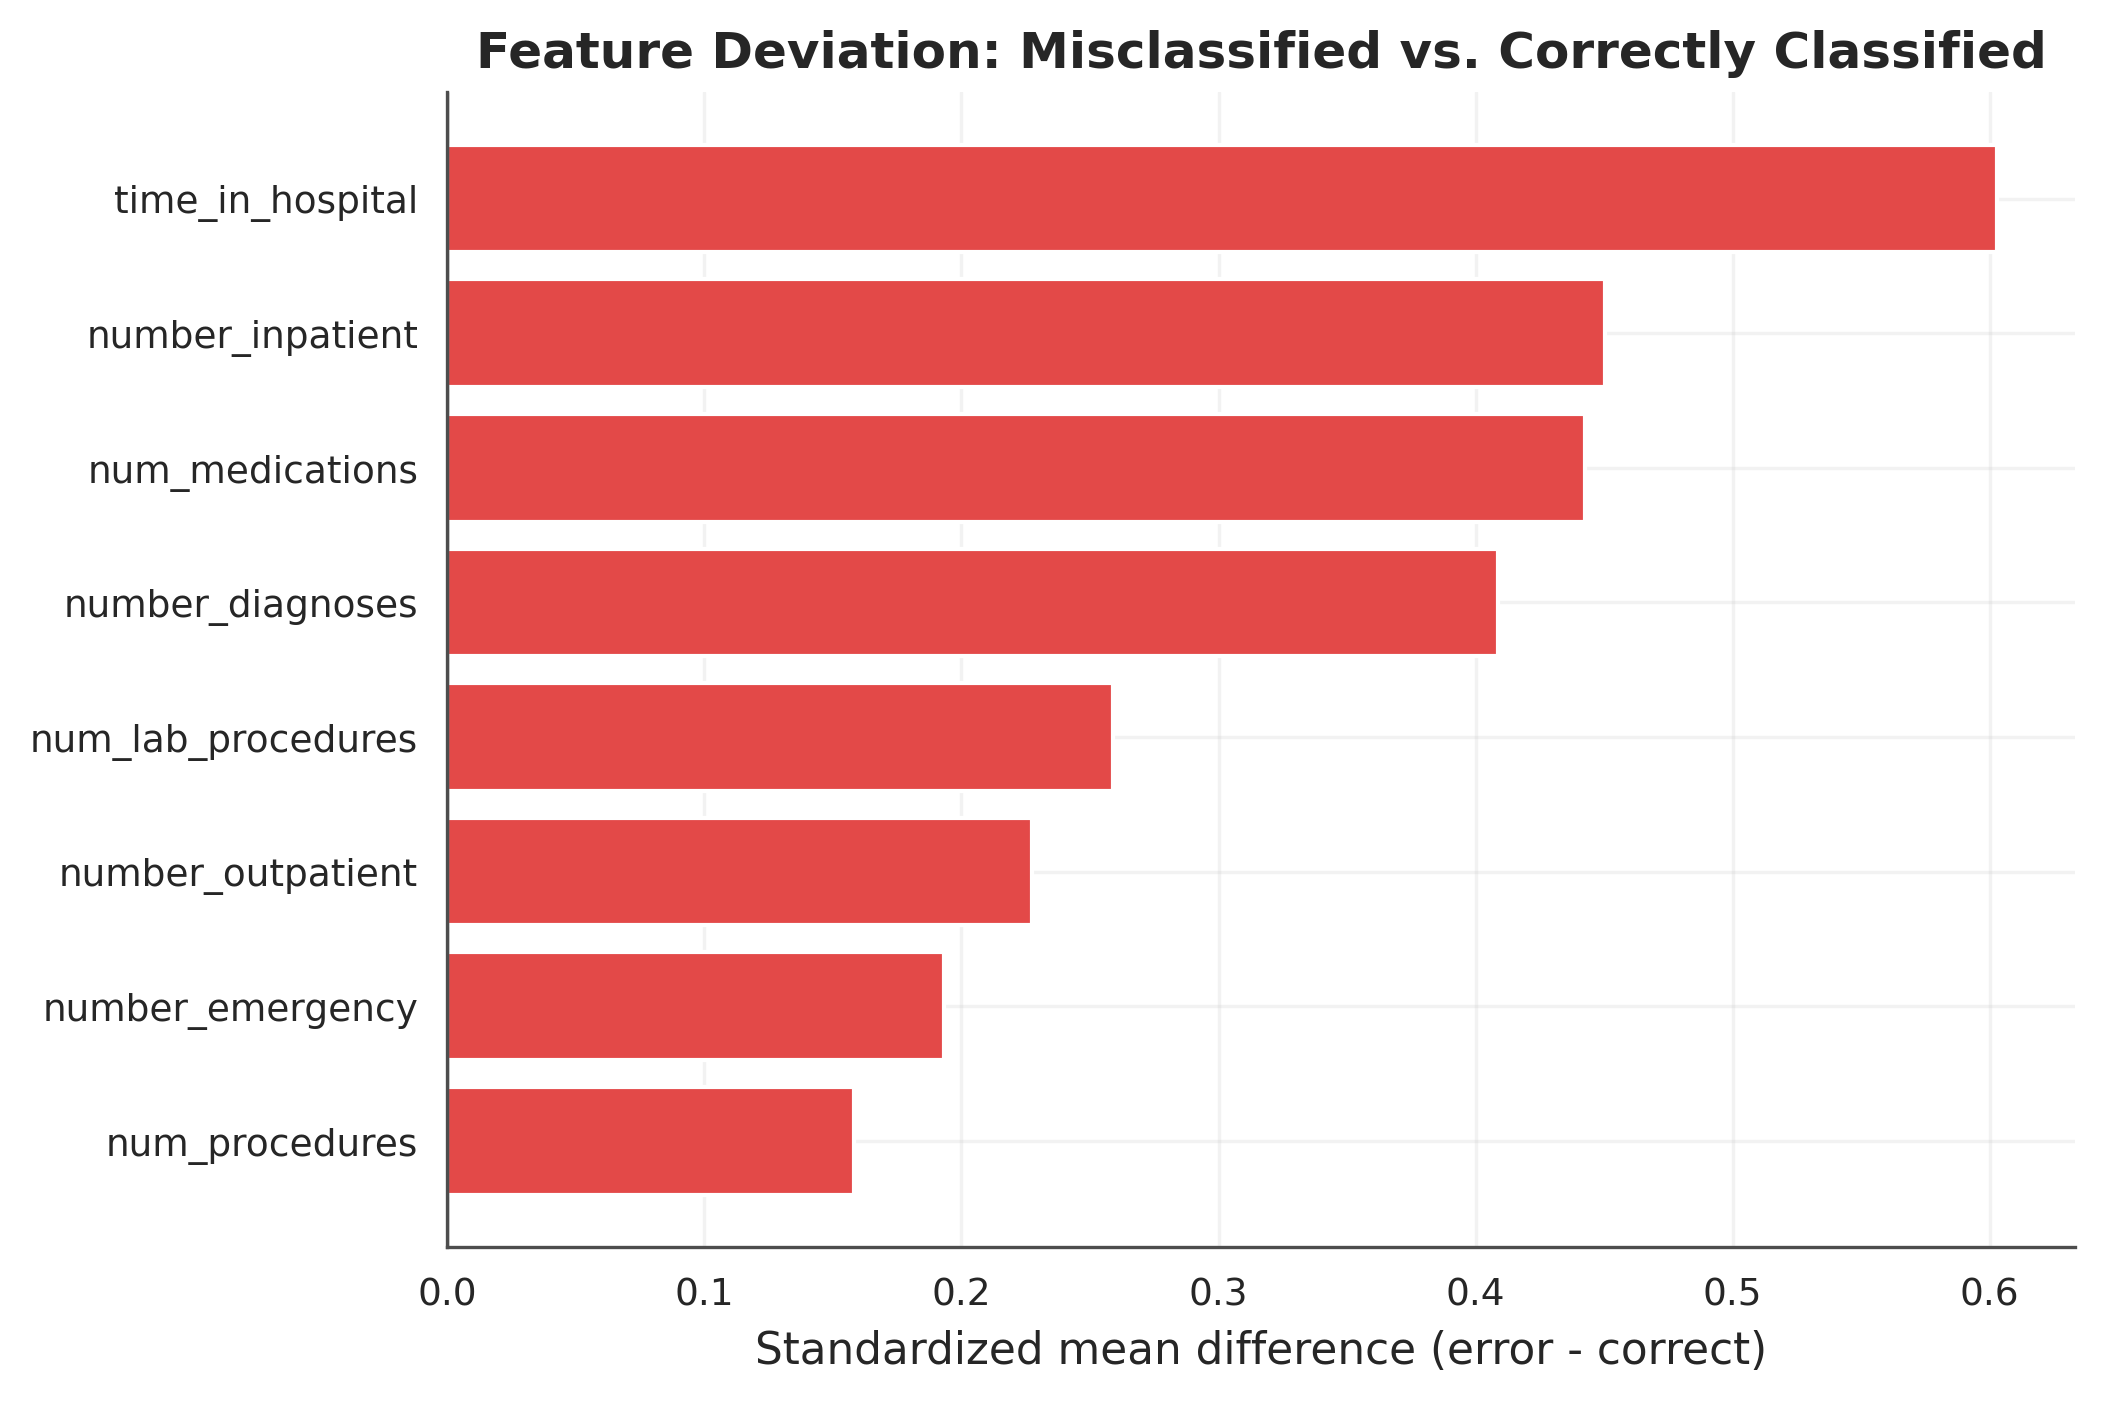 Feature Deviation: Misclassified vs. Correctly Classified
time_in_hospital
number_inpatient
num_medications
number_diagnoses
num_lab_procedures
number_outpatient
number_emergency
num_procedures
0.0 0.1 0.2 0.3 0.4 0.5 0.6
Standardized mean difference (error - correct)